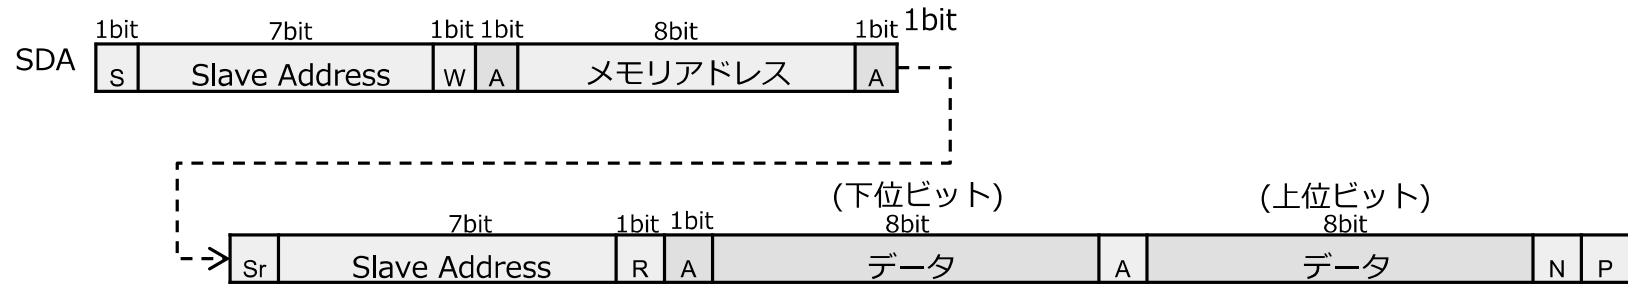 1bit 7bit 1bit 1bit 8bit 1bit 1bit
SDA S Slave Address W A メモリアドレス A
(下位ビット) (上位ビット)
7bit 1bit 1bit 8bit 8bit
Sr Slave Address R A データ A データ N P